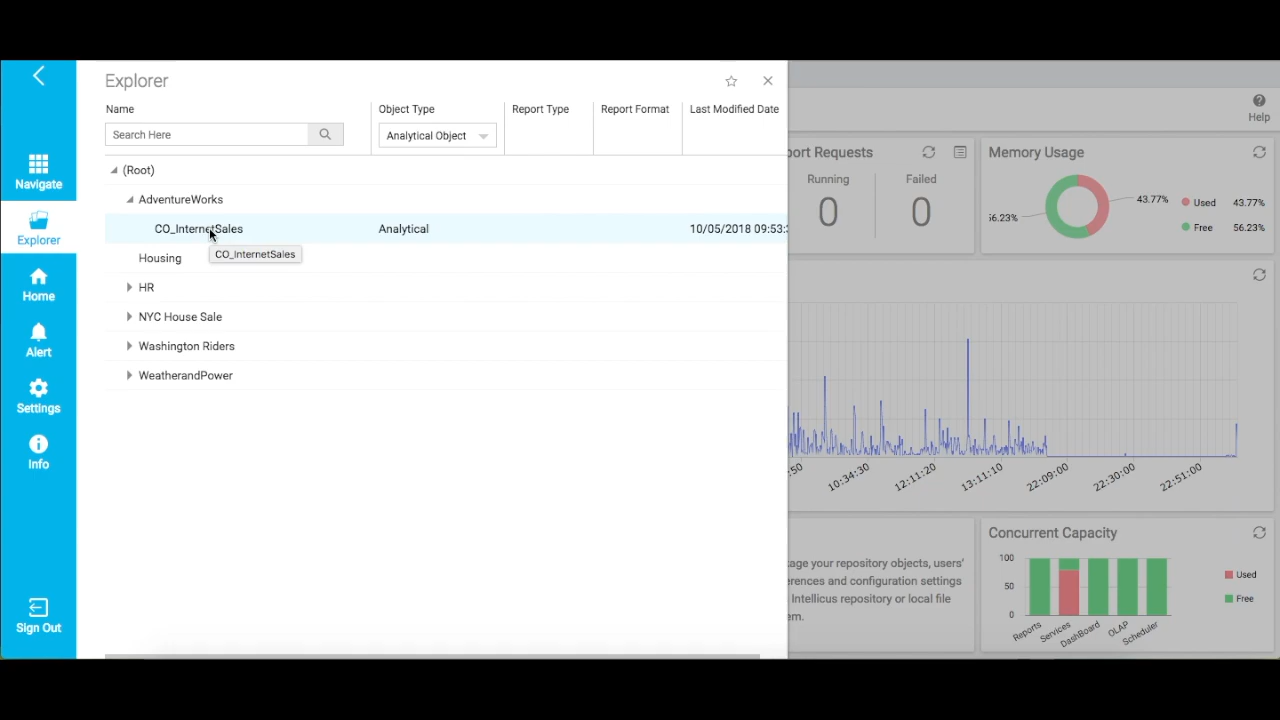 Explorer
Name
Object Type
Report Type
Report Format
Last Modified Date
Search Here
Analytical Object
(Root)
AdventureWorks
CO_InternetSales
Analytical
10/05/2018 09:53:
CO_InternetSales
Housing
HR
NYC House Sale
Washington Riders
WeatherandPower
Navigate
Explorer
Home
Alert
Settings
Info
Sign Out
Help
port Requests
Running
Failed
0
0
Memory Usage
43.77%
56.23%
Used 43.77%
Free 56.23%
:50
10:34:30
12:11:20
13:11:10
22:09:00
22:30:00
22:51:00
age your repository objects, users'
erences and configuration settings
Intellicus repository or local file
em.
Concurrent Capacity
100
50
0
Reports
Services
DashBoard
OLAP
Scheduler
Used
Free